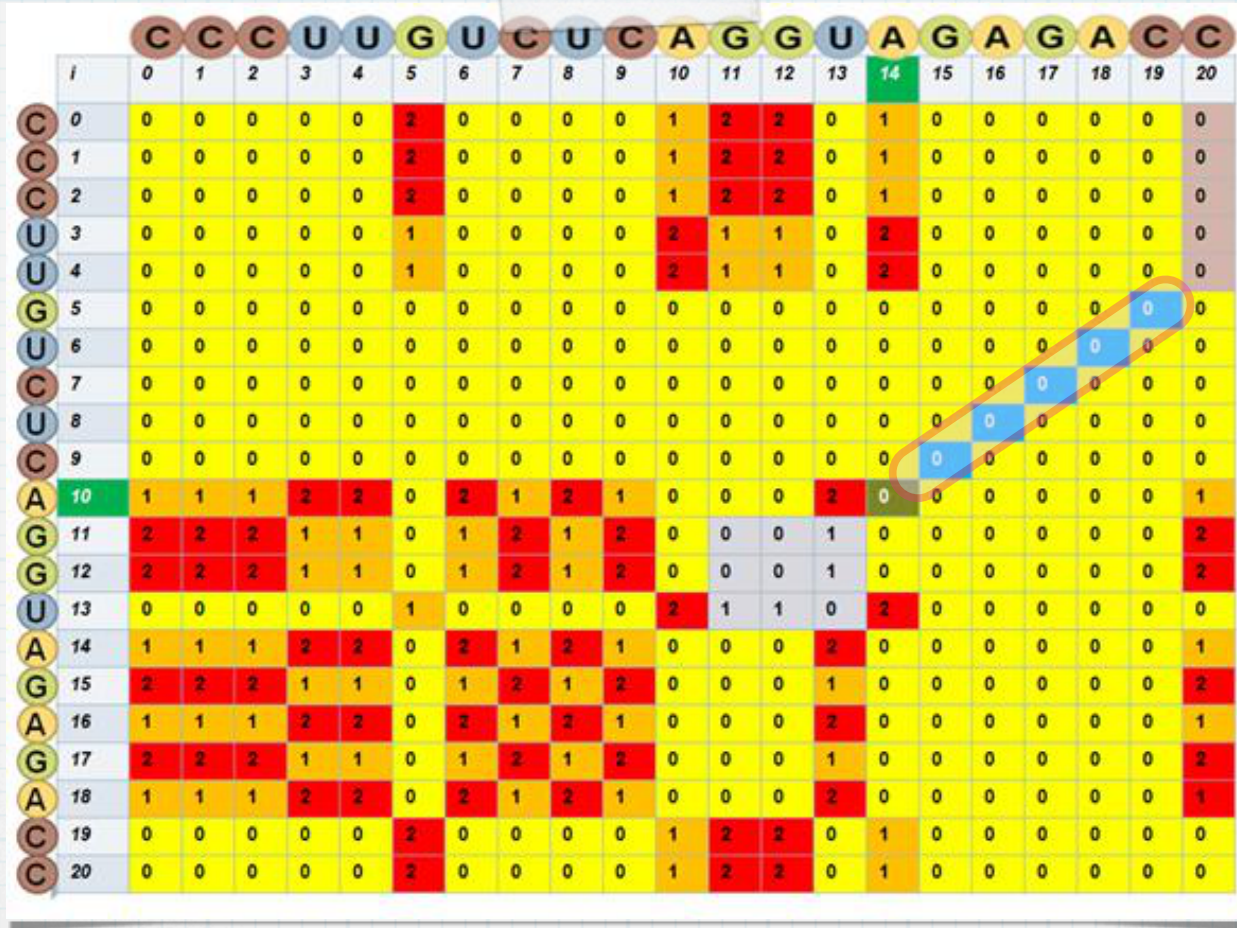 C C C U U G U C U C A G G U A G A G A C C
i 0 1 2 3 4 5 6 7 8 9 10 11 12 13 14 15 16 17 18 19 20
C 0 0 0 0 0 0 2 0 0 0 0 1 2 2 0 1 0 0 0 0 0 0
C 1 0 0 0 0 0 2 0 0 0 0 1 2 2 0 1 0 0 0 0 0 0
C 2 0 0 0 0 0 2 0 0 0 0 1 2 2 0 1 0 0 0 0 0 0
U 3 0 0 0 0 0 1 0 0 0 0 2 1 1 0 2 0 0 0 0 0 0
U 4 0 0 0 0 0 1 0 0 0 0 2 1 1 0 2 0 0 0 0 0 0
G 5 0 0 0 0 0 0 0 0 0 0 0 0 0 0 0 0 0 0 0 0 0
U 6 0 0 0 0 0 0 0 0 0 0 0 0 0 0 0 0 0 0 0 0 0
C 7 0 0 0 0 0 0 0 0 0 0 0 0 0 0 0 0 0 0 0 0 0
U 8 0 0 0 0 0 0 0 0 0 0 0 0 0 0 0 0 0 0 0 0 0
C 9 0 0 0 0 0 0 0 0 0 0 0 0 0 0 0 0 0 0 0 0 0
A 10 1 1 1 2 2 0 2 1 2 1 0 0 0 2 0 0 0 0 0 0 1
G 11 2 2 2 1 1 0 1 2 1 2 0 0 0 1 0 0 0 0 0 0 2
G 12 2 2 2 1 1 0 1 2 1 2 0 0 0 1 0 0 0 0 0 0 2
U 13 0 0 0 0 0 1 0 0 0 0 2 1 1 0 2 0 0 0 0 0 0
A 14 1 1 1 2 2 0 2 1 2 1 0 0 0 2 0 0 0 0 0 0 1
G 15 2 2 2 1 1 0 1 2 1 2 0 0 0 1 0 0 0 0 0 0 2
A 16 1 1 1 2 2 0 2 1 2 1 0 0 0 2 0 0 0 0 0 0 1
G 17 2 2 2 1 1 0 1 2 1 2 0 0 0 1 0 0 0 0 0 0 2
A 18 1 1 1 2 2 0 2 1 2 1 0 0 0 2 0 0 0 0 0 0 1
C 19 0 0 0 0 0 2 0 0 0 0 1 2 2 0 1 0 0 0 0 0 0
C 20 0 0 0 0 0 2 0 0 0 0 1 2 2 0 1 0 0 0 0 0 0